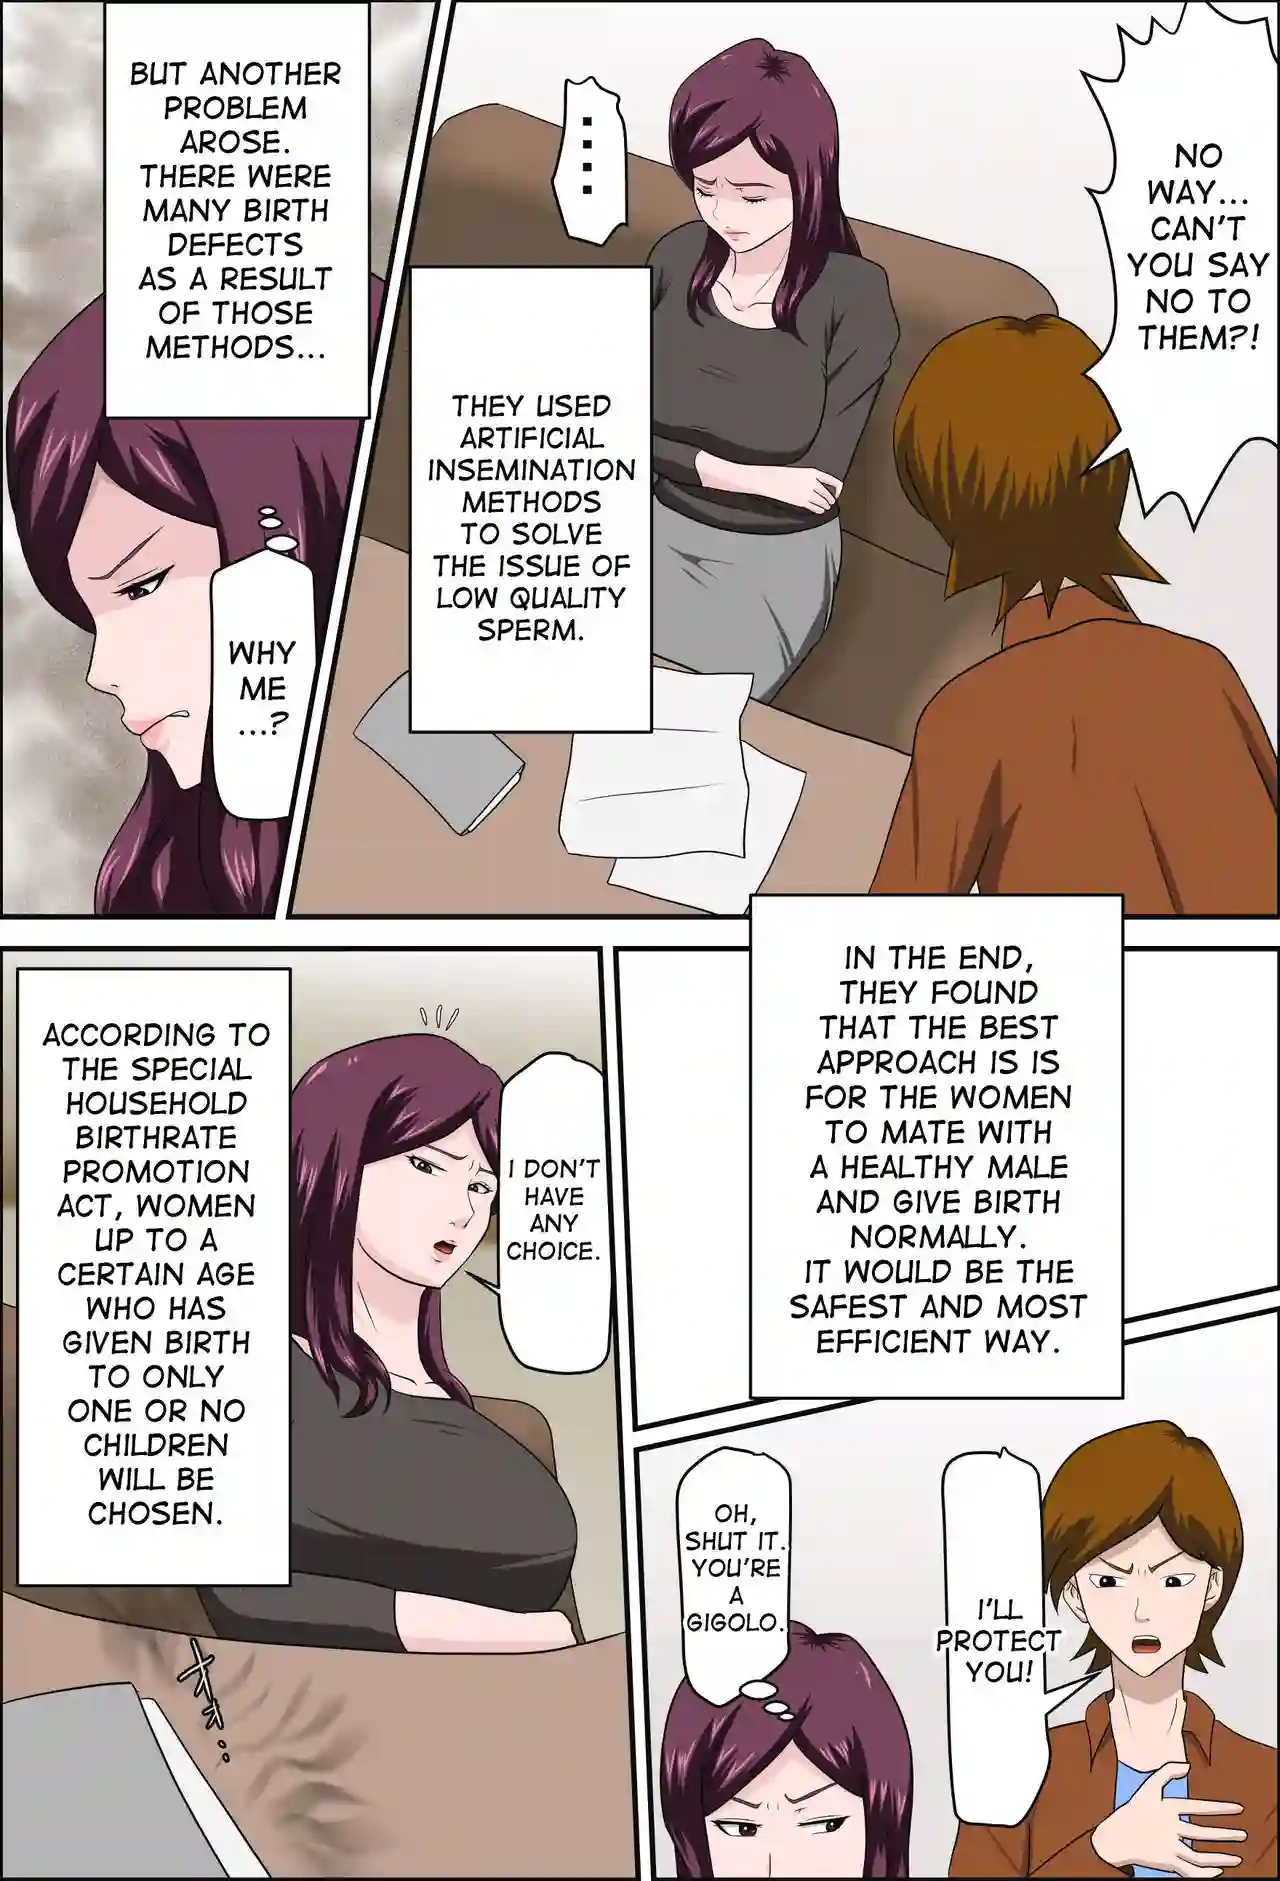 NO
WAY...
CAN'T
YOU SAY
NO TO
THEM?!
....
THEY USED
ARTIFICIAL
INSEMINATION
METHODS
TO SOLVE
THE ISSUE OF
LOW QUALITY
SPERM.
BUT ANOTHER
PROBLEM
AROSE.
THERE WERE
MANY BIRTH
DEFECTS
AS A RESULT
OF THOSE
METHODS...
WHY
ME
...?
IN THE END,
THEY FOUND
THAT THE BEST
APPROACH IS IS
FOR THE WOMEN
TO MATE WITH
A HEALTHY MALE
AND GIVE BIRTH
NORMALLY.
IT WOULD BE THE
SAFEST AND MOST
EFFICIENT WAY.
I'LL
PROTECT
YOU!
OH,
SHUT IT.
YOU'RE
A
GIGOLO.
I DON'T
HAVE
ANY
CHOICE.
ACCORDING TO
THE SPECIAL
HOUSEHOLD
BIRTHRATE
PROMOTION
ACT, WOMEN
UP TO A
CERTAIN AGE
WHO HAS
GIVEN BIRTH
TO ONLY
ONE OR NO
CHILDREN
WILL BE
CHOSEN.